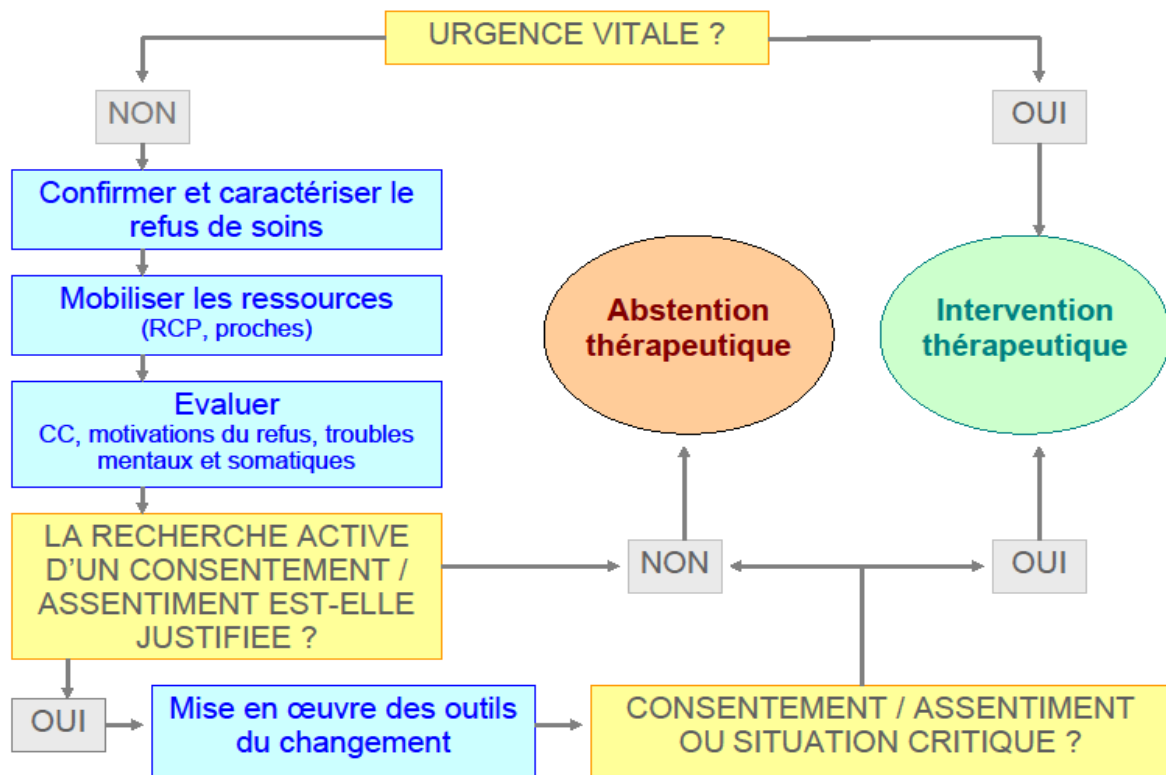 URGENCE VITALE ?
NON
OUI
Confirmer et caractériser le
refus de soins
Mobiliser les ressources
(RCP, proches)
Abstention
thérapeutique
Intervention
thérapeutique
Evaluer
CC, motivations du refus, troubles
mentaux et somatiques
LA RECHERCHE ACTIVE
D'UN CONSENTEMENT /
ASSENTIMENT EST-ELLE
JUSTIFIEE ?
NON
OUI
OUI
Mise en œuvre des outils
du changement
CONSENTEMENT / ASSENTIMENT
OU SITUATION CRITIQUE ?